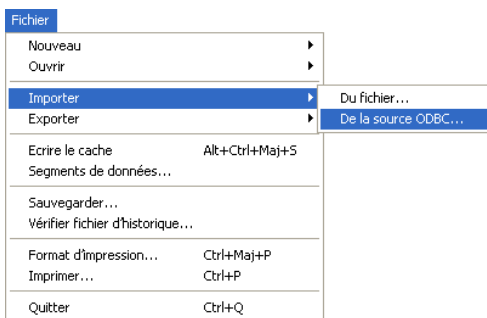 Fichier
Nouveau
Ouvrir
Importer
Du fichier...
Exporter
De la source ODBC...
Ecrire le cache Alt+Ctrl+Maj+S
Segments de données...
Sauvegarder...
Vérifier fichier d'historique...
Format d'impression... Ctrl+Maj+P
Imprimer... Ctrl+P
Quitter Ctrl+Q